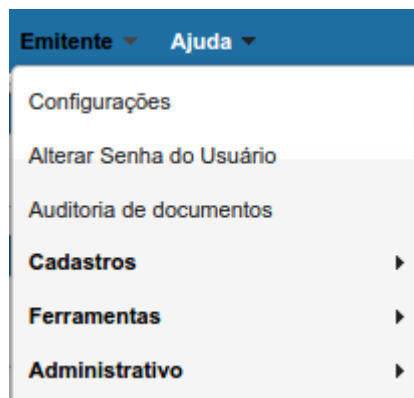 Emitente Ajuda
Configurações
Alterar Senha do Usuário
Auditoria de documentos
Cadastros
Ferramentas
Administrativo